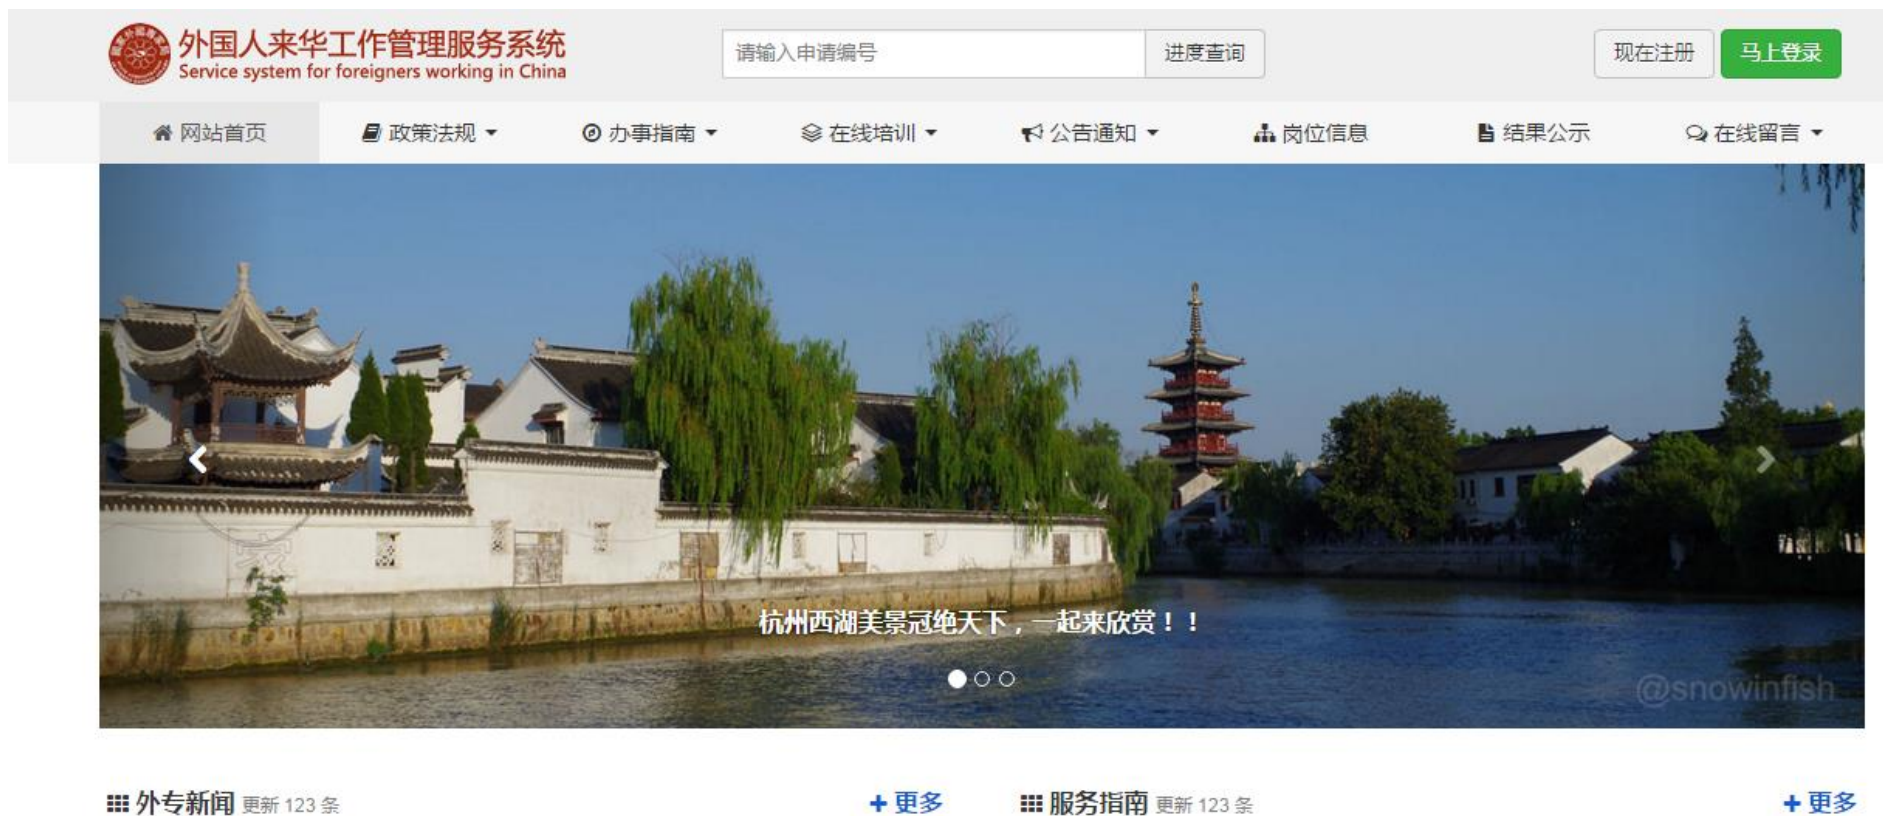 外国人来华工作管理服务系统
Service system for foreigners working in China
请输入申请编号
进度查询
现在注册
马上登录
网站首页
政策法规
办事指南
在线培训
公告通知
岗位信息
结果公示
在线留言
杭州西湖美景冠绝天下,一起来欣赏!!
@snowinfish
外专新闻 更新 123 条
+ 更多
服务指南 更新 123 条
+ 更多